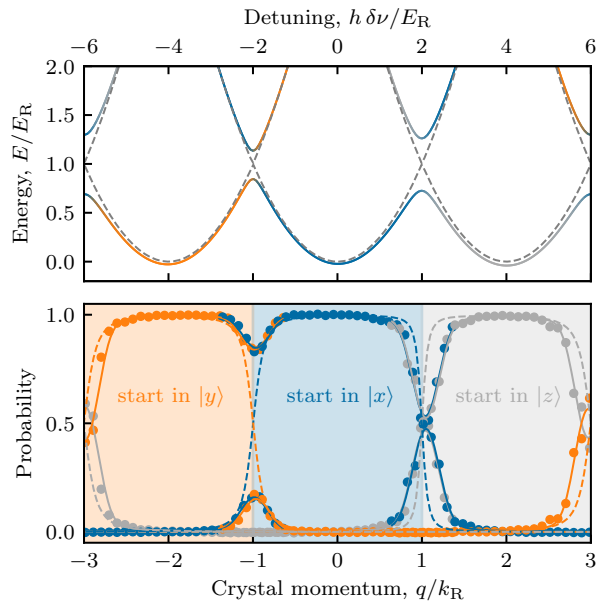 Detuning, h δν/E_R
−6 −4 −2 0 2 4 6
2.0
1.5
1.0
0.5
0.0
Energy, E/E_R
1.0
0.5
0.0
Probability
start in |y⟩ start in |x⟩ start in |z⟩
−3 −2 −1 0 1 2 3
Crystal momentum, q/k_R